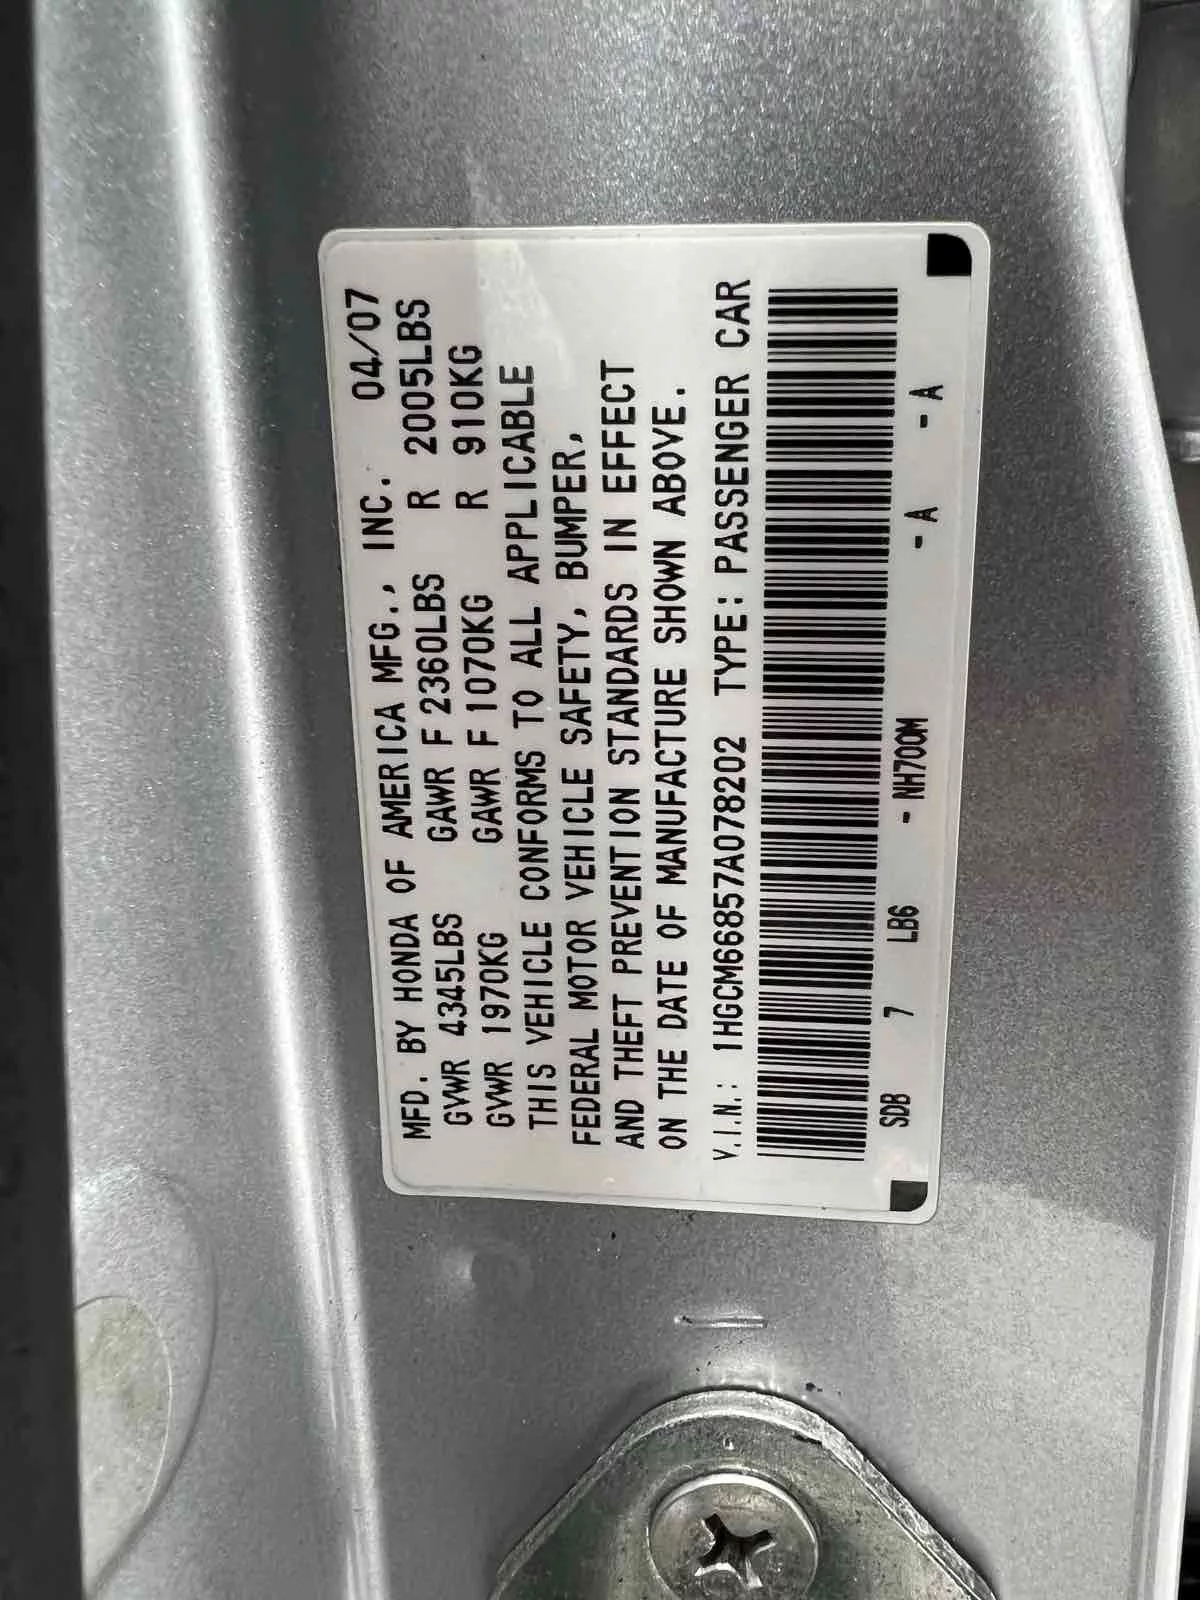 MFD. BY HONDA OF AMERICA MFG., INC. 04/07
GVWR 4345LBS GAWR F 2360LBS R 2005LBS
GVWR 1970KG GAWR F 1070KG R 910KG
THIS VEHICLE CONFORMS TO ALL APPLICABLE
FEDERAL MOTOR VEHICLE SAFETY, BUMPER,
AND THEFT PREVENTION STANDARDS IN EFFECT
ON THE DATE OF MANUFACTURE SHOWN ABOVE.
V.I.N.: 1HGCM66857A078202 TYPE: PASSENGER CAR
SDB 7 LB6 - NH700M - A - A